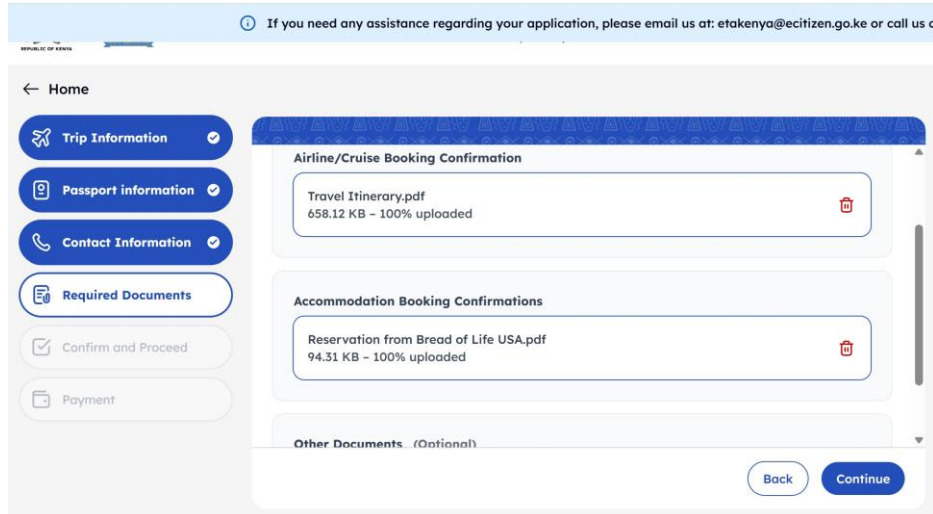 If you need any assistance regarding your application, please email us at: etakenya@ecitizen.go.ke or call us
REPUBLIC OF KENYA
← Home
Trip Information
Passport information
Contact Information
Required Documents
Confirm and Proceed
Payment
Airline/Cruise Booking Confirmation
Travel Itinerary.pdf
658.12 KB – 100% uploaded
Accommodation Booking Confirmations
Reservation from Bread of Life USA.pdf
94.31 KB – 100% uploaded
Other Documents (Optional)
Back
Continue